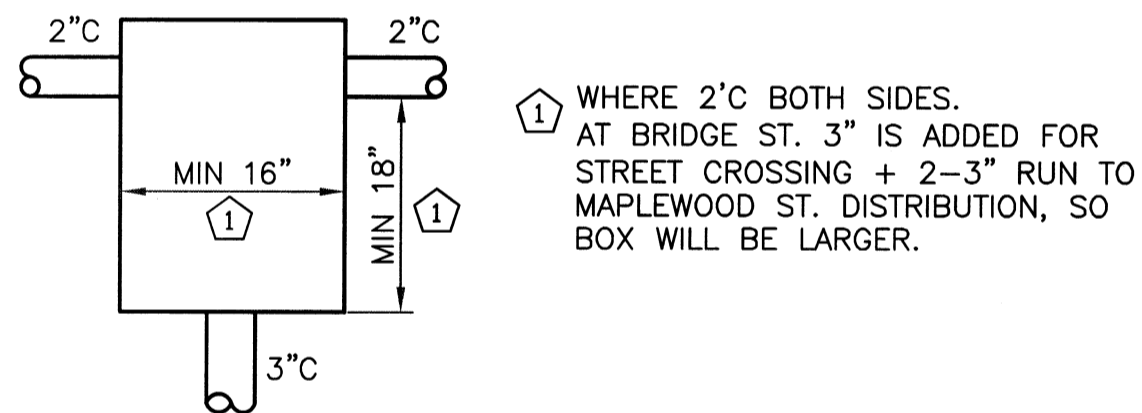 2”C
2”C
MIN 16”
1
MIN 18”
1
3”C
1
WHERE 2’C BOTH SIDES.
AT BRIDGE ST. 3” IS ADDED FOR
STREET CROSSING + 2–3” RUN TO
MAPLEWOOD ST. DISTRIBUTION, SO
BOX WILL BE LARGER.